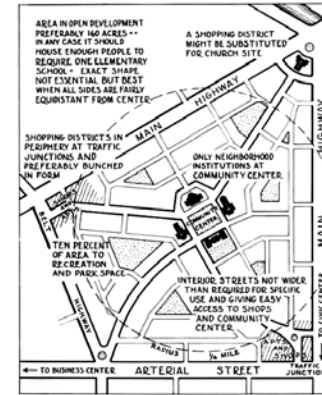 AREA IN OPEN DEVELOPMENT
PREFERABLY 160 ACRES --
IN ANY CASE IT SHOULD
HOUSE ENOUGH PEOPLE TO
REQUIRE ONE ELEMENTARY
SCHOOL - EXACT SHAPE
NOT ESSENTIAL BUT BEST
WHEN ALL SIDES ARE FAIRLY
EQUIDISTANT FROM CENTER
A SHOPPING DISTRICT
MIGHT BE SUBSTITUTED
FOR CHURCH SITE
MAIN HIGHWAY
HIGHWAY
SHOPPING DISTRICTS IN
PERIPHERY AT TRAFFIC
JUNCTIONS AND
PREFERABLY BUNCHED
IN FORM
ONLY NEIGHBORHOOD
INSTITUTIONS AT
COMMUNITY CENTER
MAIN
BELT
HIGHWAY
COMMUNITY
CENTER
TEN PERCENT
OF AREA TO
RECREATION
AND PARK SPACE
INTERIOR STREETS NOT WIDER
THAN REQUIRED FOR SPECIFIC
USE AND GIVING EASY
ACCESS TO SHOPS
AND COMMUNITY
CENTER
RADIUS
MILE
APTS
AND
SHOPS
TRAFFIC
JUNCTION
TO BUSINESS CENTER
ARTERIAL STREET